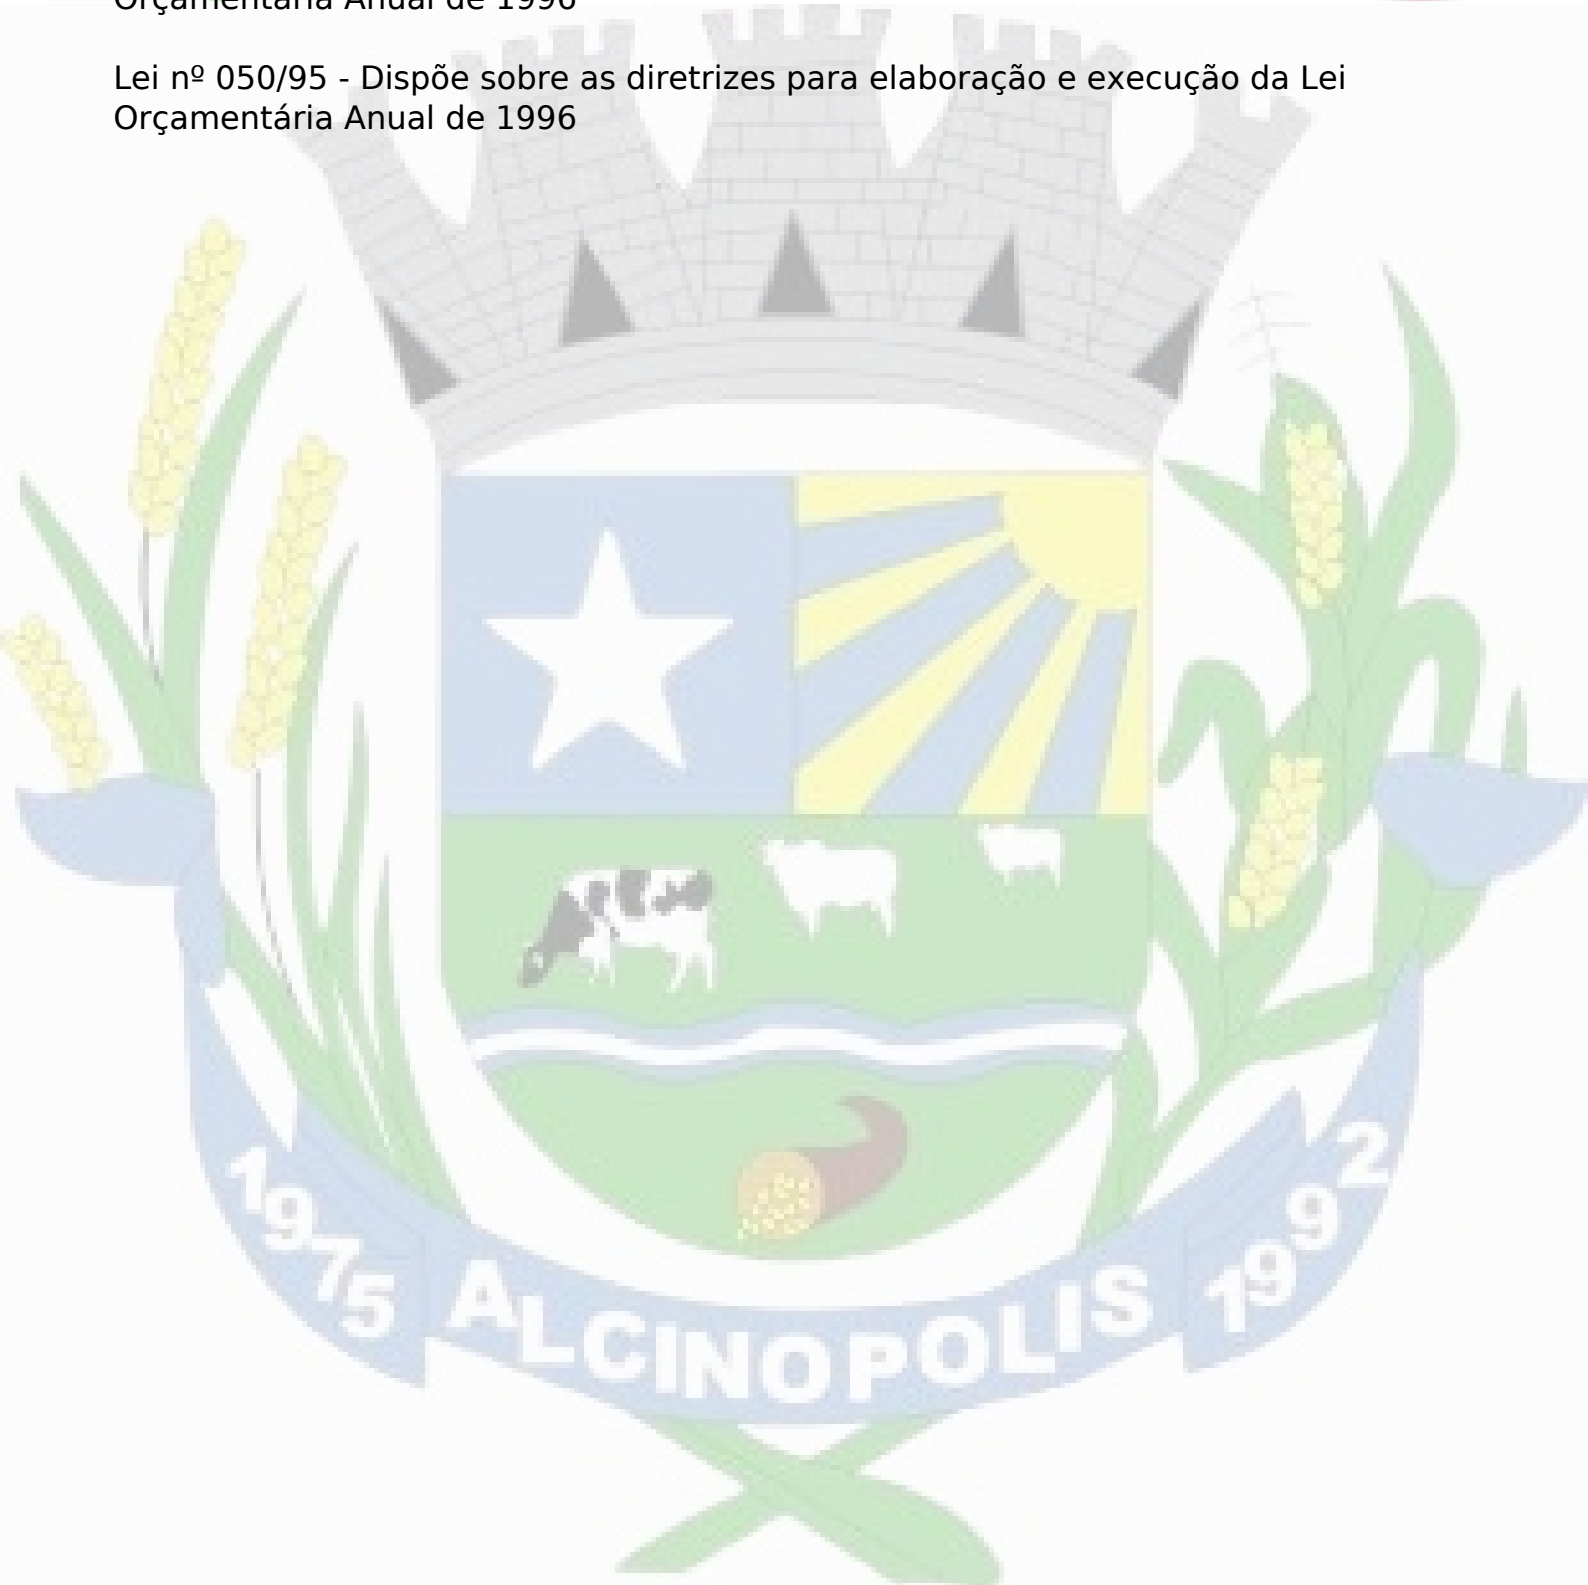 Orçamentária Anual de 1996
Lei nº 050/95 - Dispõe sobre as diretrizes para elaboração e execução da Lei
Orçamentária Anual de 1996
1975
ALCINOPOLIS
1992